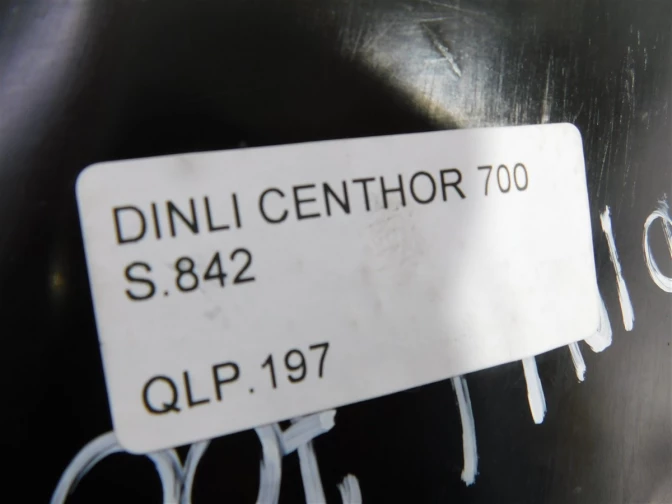 DINLI CENTHOR 700
S.842
QLP.197